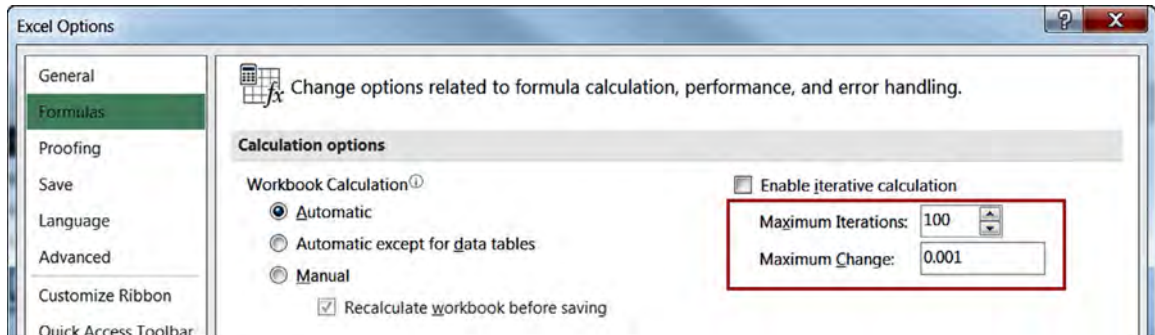 Excel Options
General
Formulas
Proofing
Save
Language
Advanced
Customize Ribbon
Quick Access Toolbar
Change options related to formula calculation, performance, and error handling.
Calculation options
Workbook Calculation
Automatic
Automatic except for data tables
Manual
Recalculate workbook before saving
Enable iterative calculation
Maximum Iterations: 100
Maximum Change: 0.001